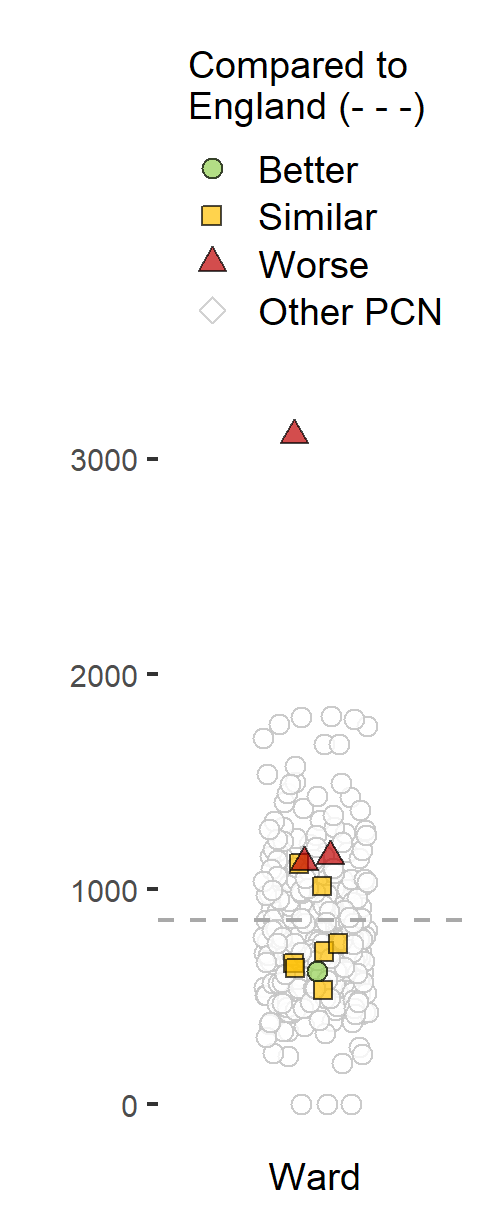 Compared to
England (- - -)
Better
Similar
Worse
Other PCN
3000
2000
1000
0
Ward